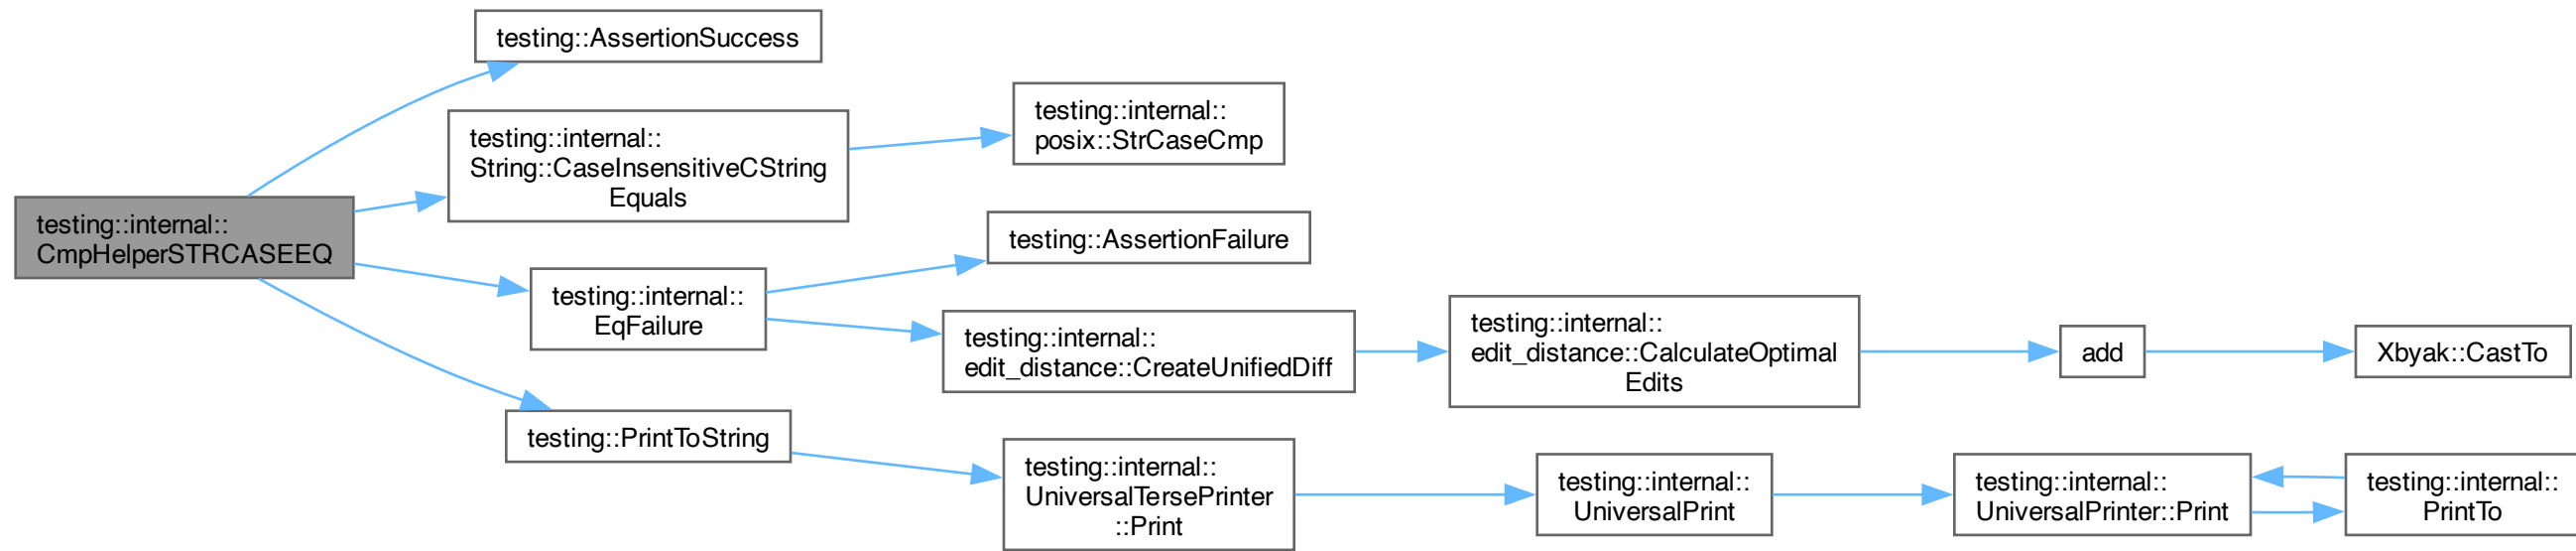 testing::AssertionSuccess
testing::internal::
posix::StrCaseCmp
testing::internal::
String::CaseInsensitiveCString
Equals
testing::internal::
CmpHelperSTRCASEEQ
testing::AssertionFailure
testing::internal::
EqFailure
testing::internal::
edit_distance::CreateUnifiedDiff
testing::internal::
edit_distance::CalculateOptimal
Edits
add
Xbyak::CastTo
testing::PrintToString
testing::internal::
UniversalTersePrinter
::Print
testing::internal::
UniversalPrint
testing::internal::
UniversalPrinter::Print
testing::internal::
PrintTo